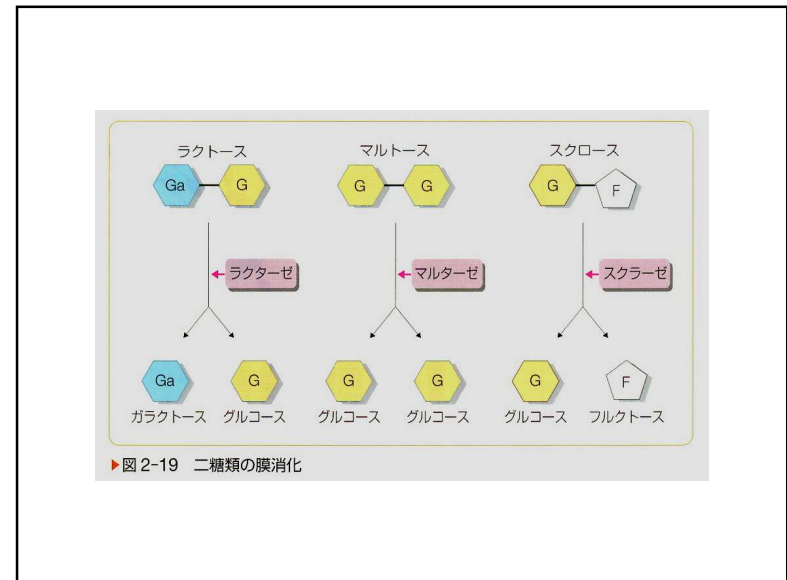 ラクトース マルトース スクロース
Ga G G G G F
ラクターゼ マルターゼ スクラーゼ
Ga G G G G F
ガラクトース グルコース グルコース グルコース グルコース フルクトース
▶図2-19 二糖類の膜消化